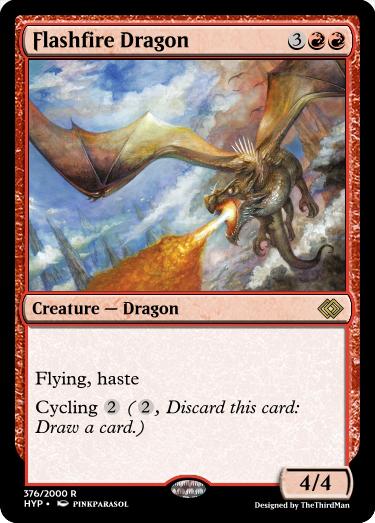 Flashfire Dragon 3
Creature — Dragon
Flying, haste
Cycling 2 ( 2, Discard this card:
Draw a card.)
4/4
376/2000 R
HYP • PINKPARASOL
Designed by TheThirdMan